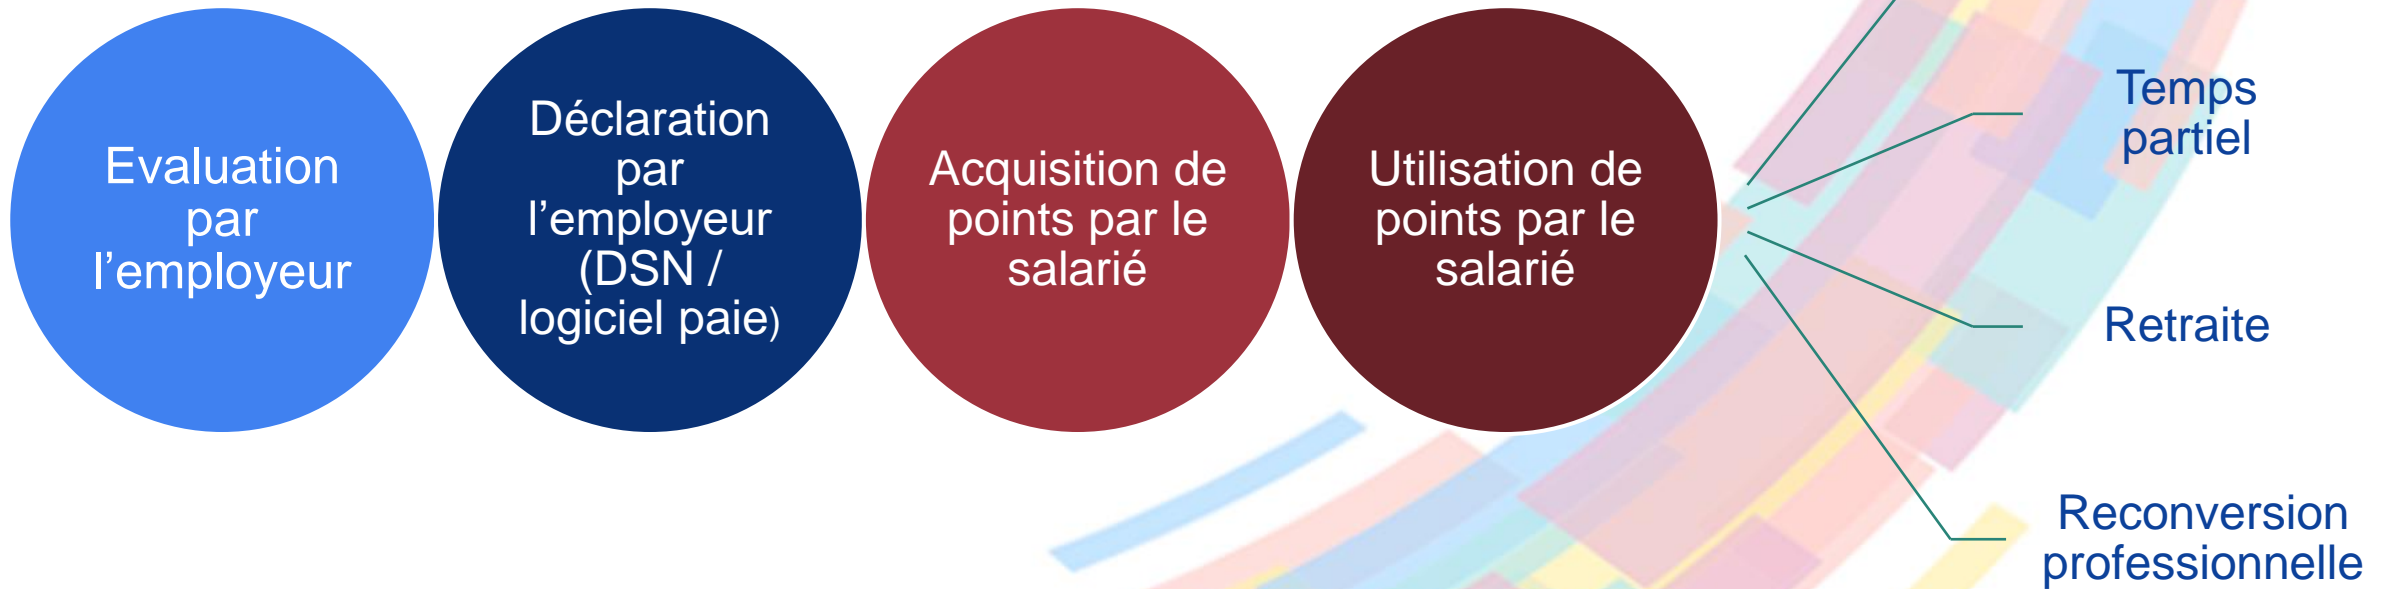 Evaluation
par
l’employeur
Déclaration
par
l’employeur
(DSN /
logiciel paie)
Acquisition de
points par le
salarié
Utilisation de
points par le
salarié
Temps
partiel
Retraite
Reconversion
professionnelle